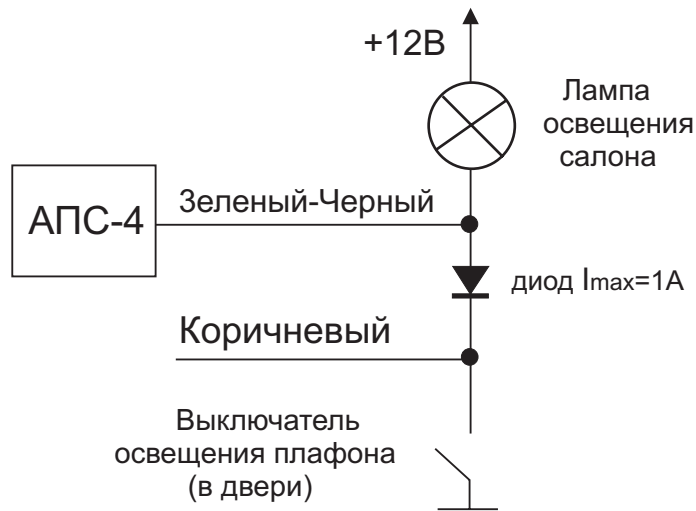 +12В
Лампа
освещения
салона
АПС-4
Зеленый-Черный
диод Imax=1А
Коричневый
Выключатель
освещения плафона
(в двери)